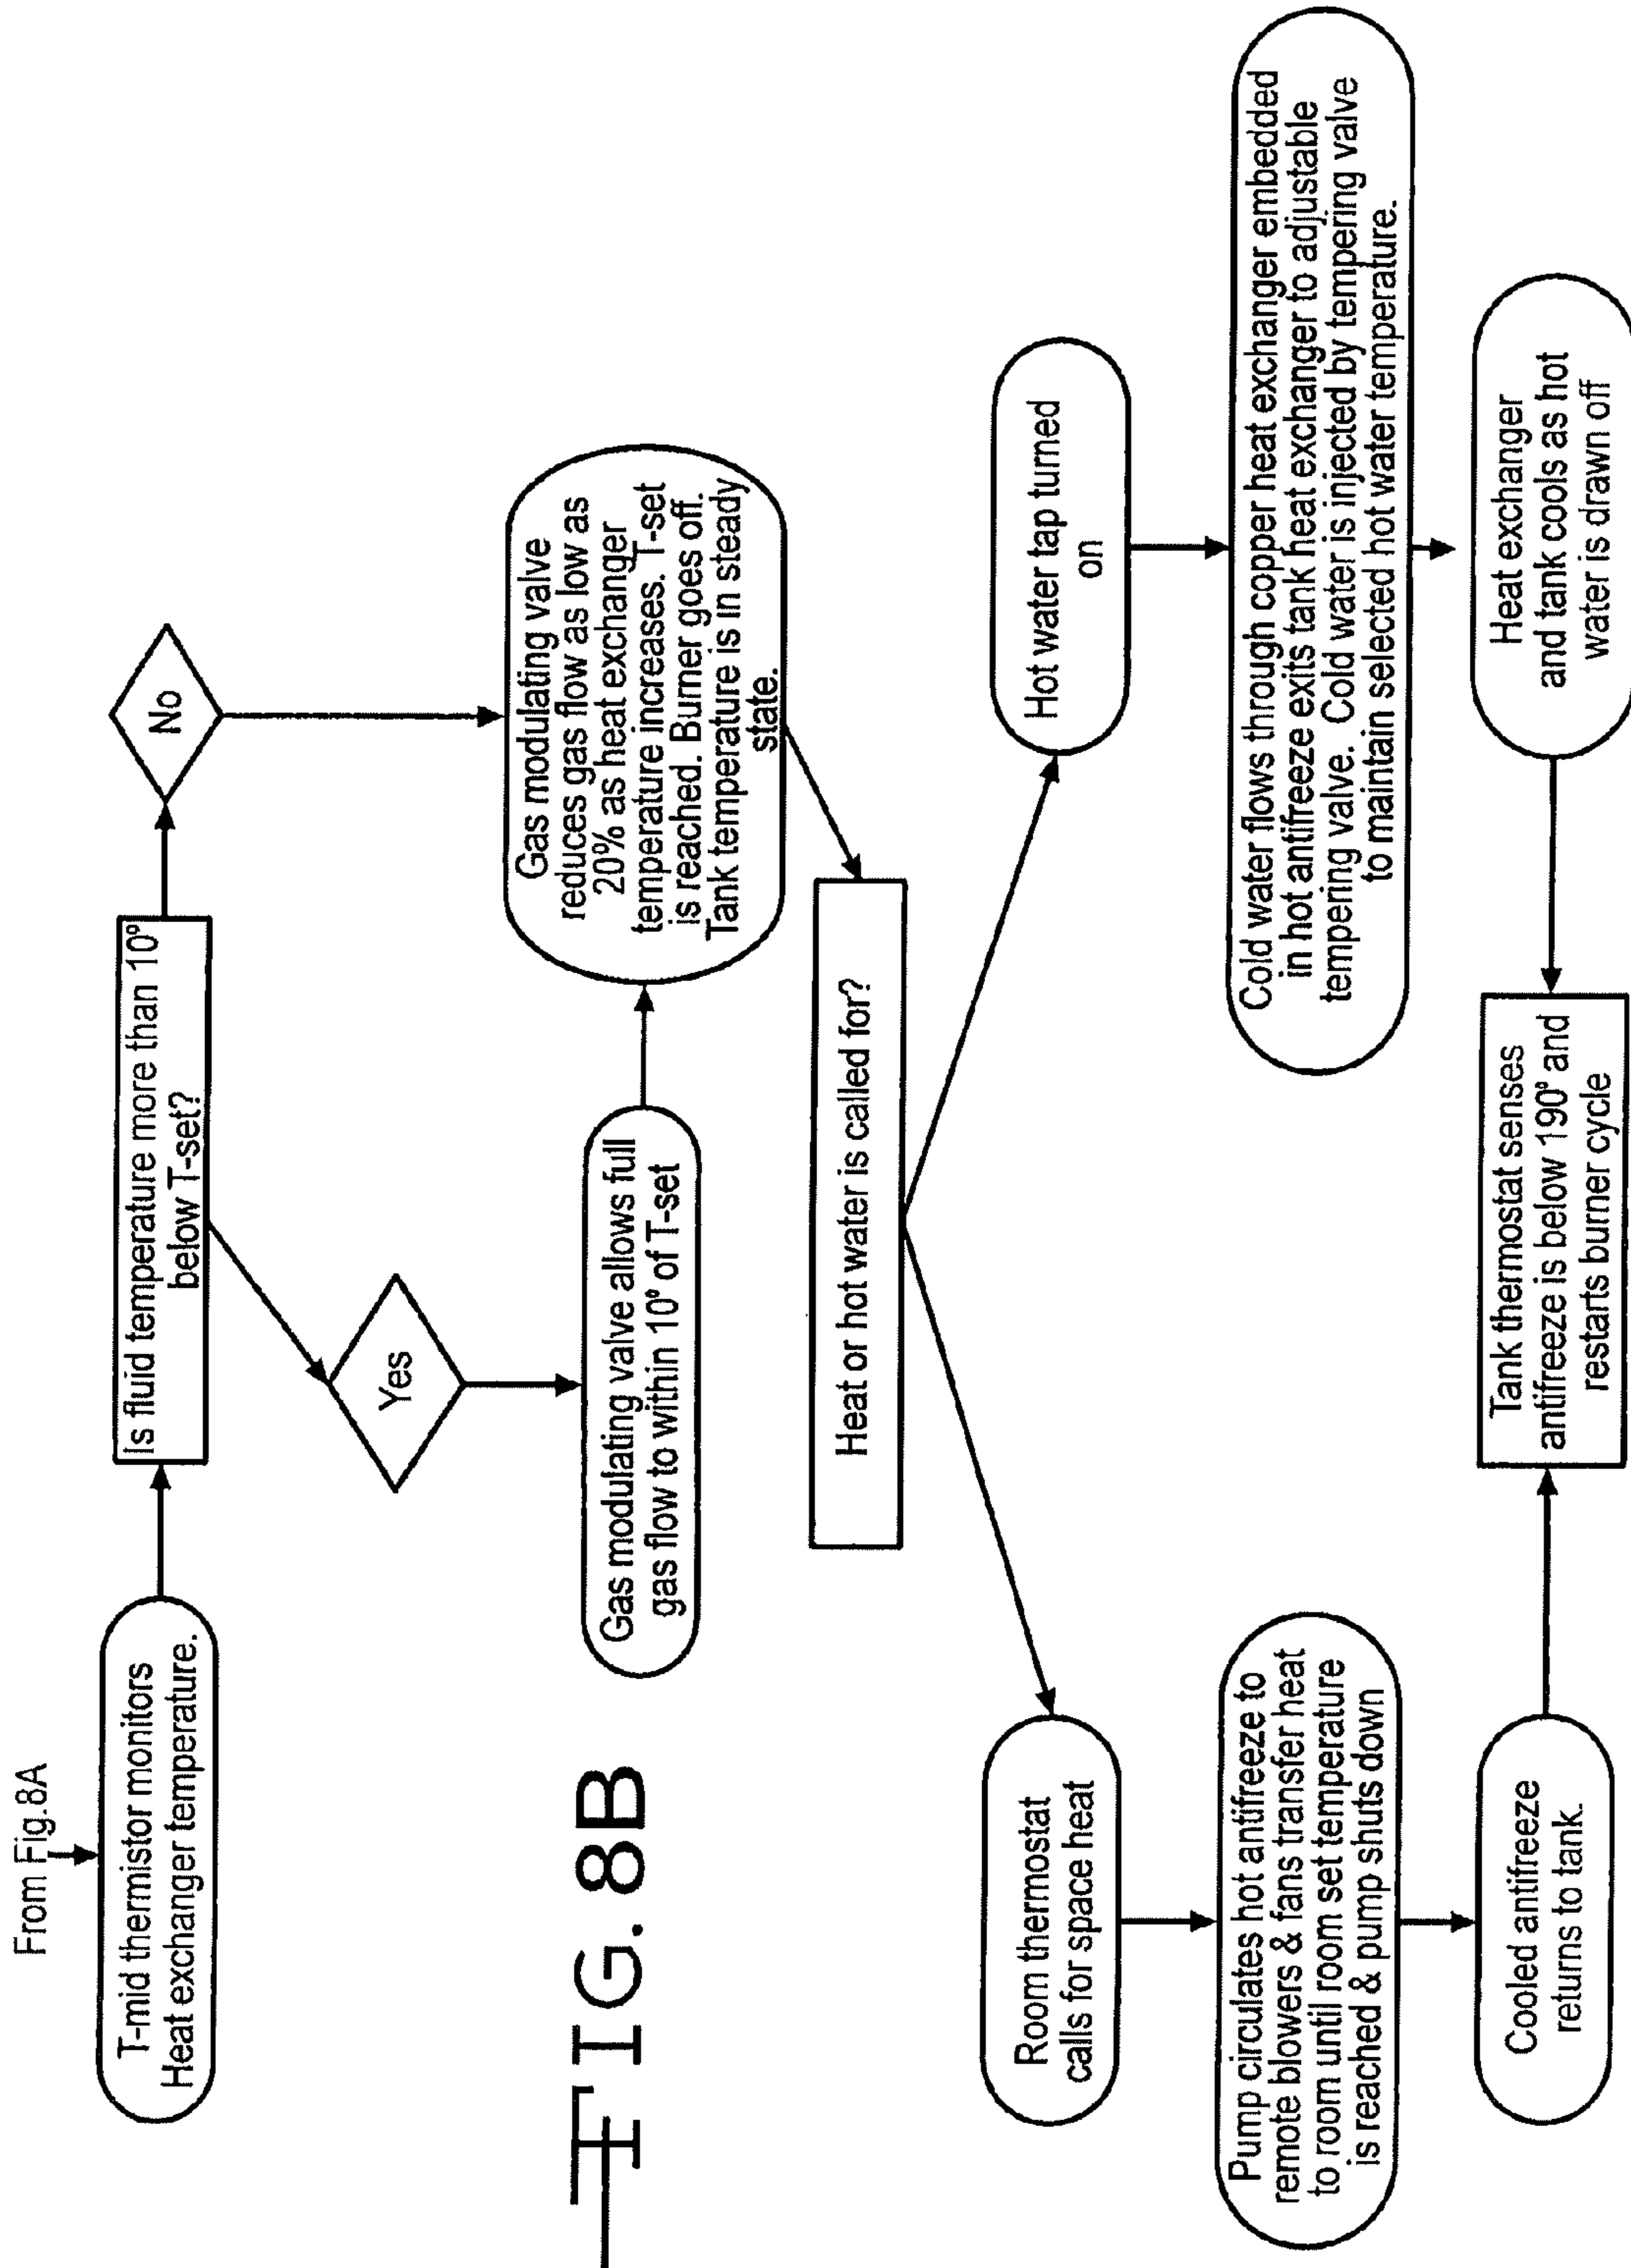 From Fig.8A
T-mid thermistor monitors
Heat exchanger temperature.
Is fluid temperature more than 10°
below T-set?
No
Yes
Gas modulating valve allows full
gas flow to within 10° of T-set
Gas modulating valve
reduces gas flow as low as
20% as heat exchanger
temperature increases. T-set
is reached. Burner goes off.
Tank temperature is in steady
state.
FIG. 8B
Heat or hot water is called for?
Room thermostat
calls for space heat
Hot water tap turned
on
Pump circulates hot antifreeze to
remote blowers & fans transfer heat
to room until room set temperature
is reached & pump shuts down
Cold water flows through copper heat exchanger embedded
in hot antifreeze exits tank heat exchanger to adjustable
tempering valve. Cold water is injected by tempering valve
to maintain selected hot water temperature.
Cooled antifreeze
returns to tank.
Tank thermostat senses
antifreeze is below 190° and
restarts burner cycle
Heat exchanger
and tank cools as hot
water is drawn off